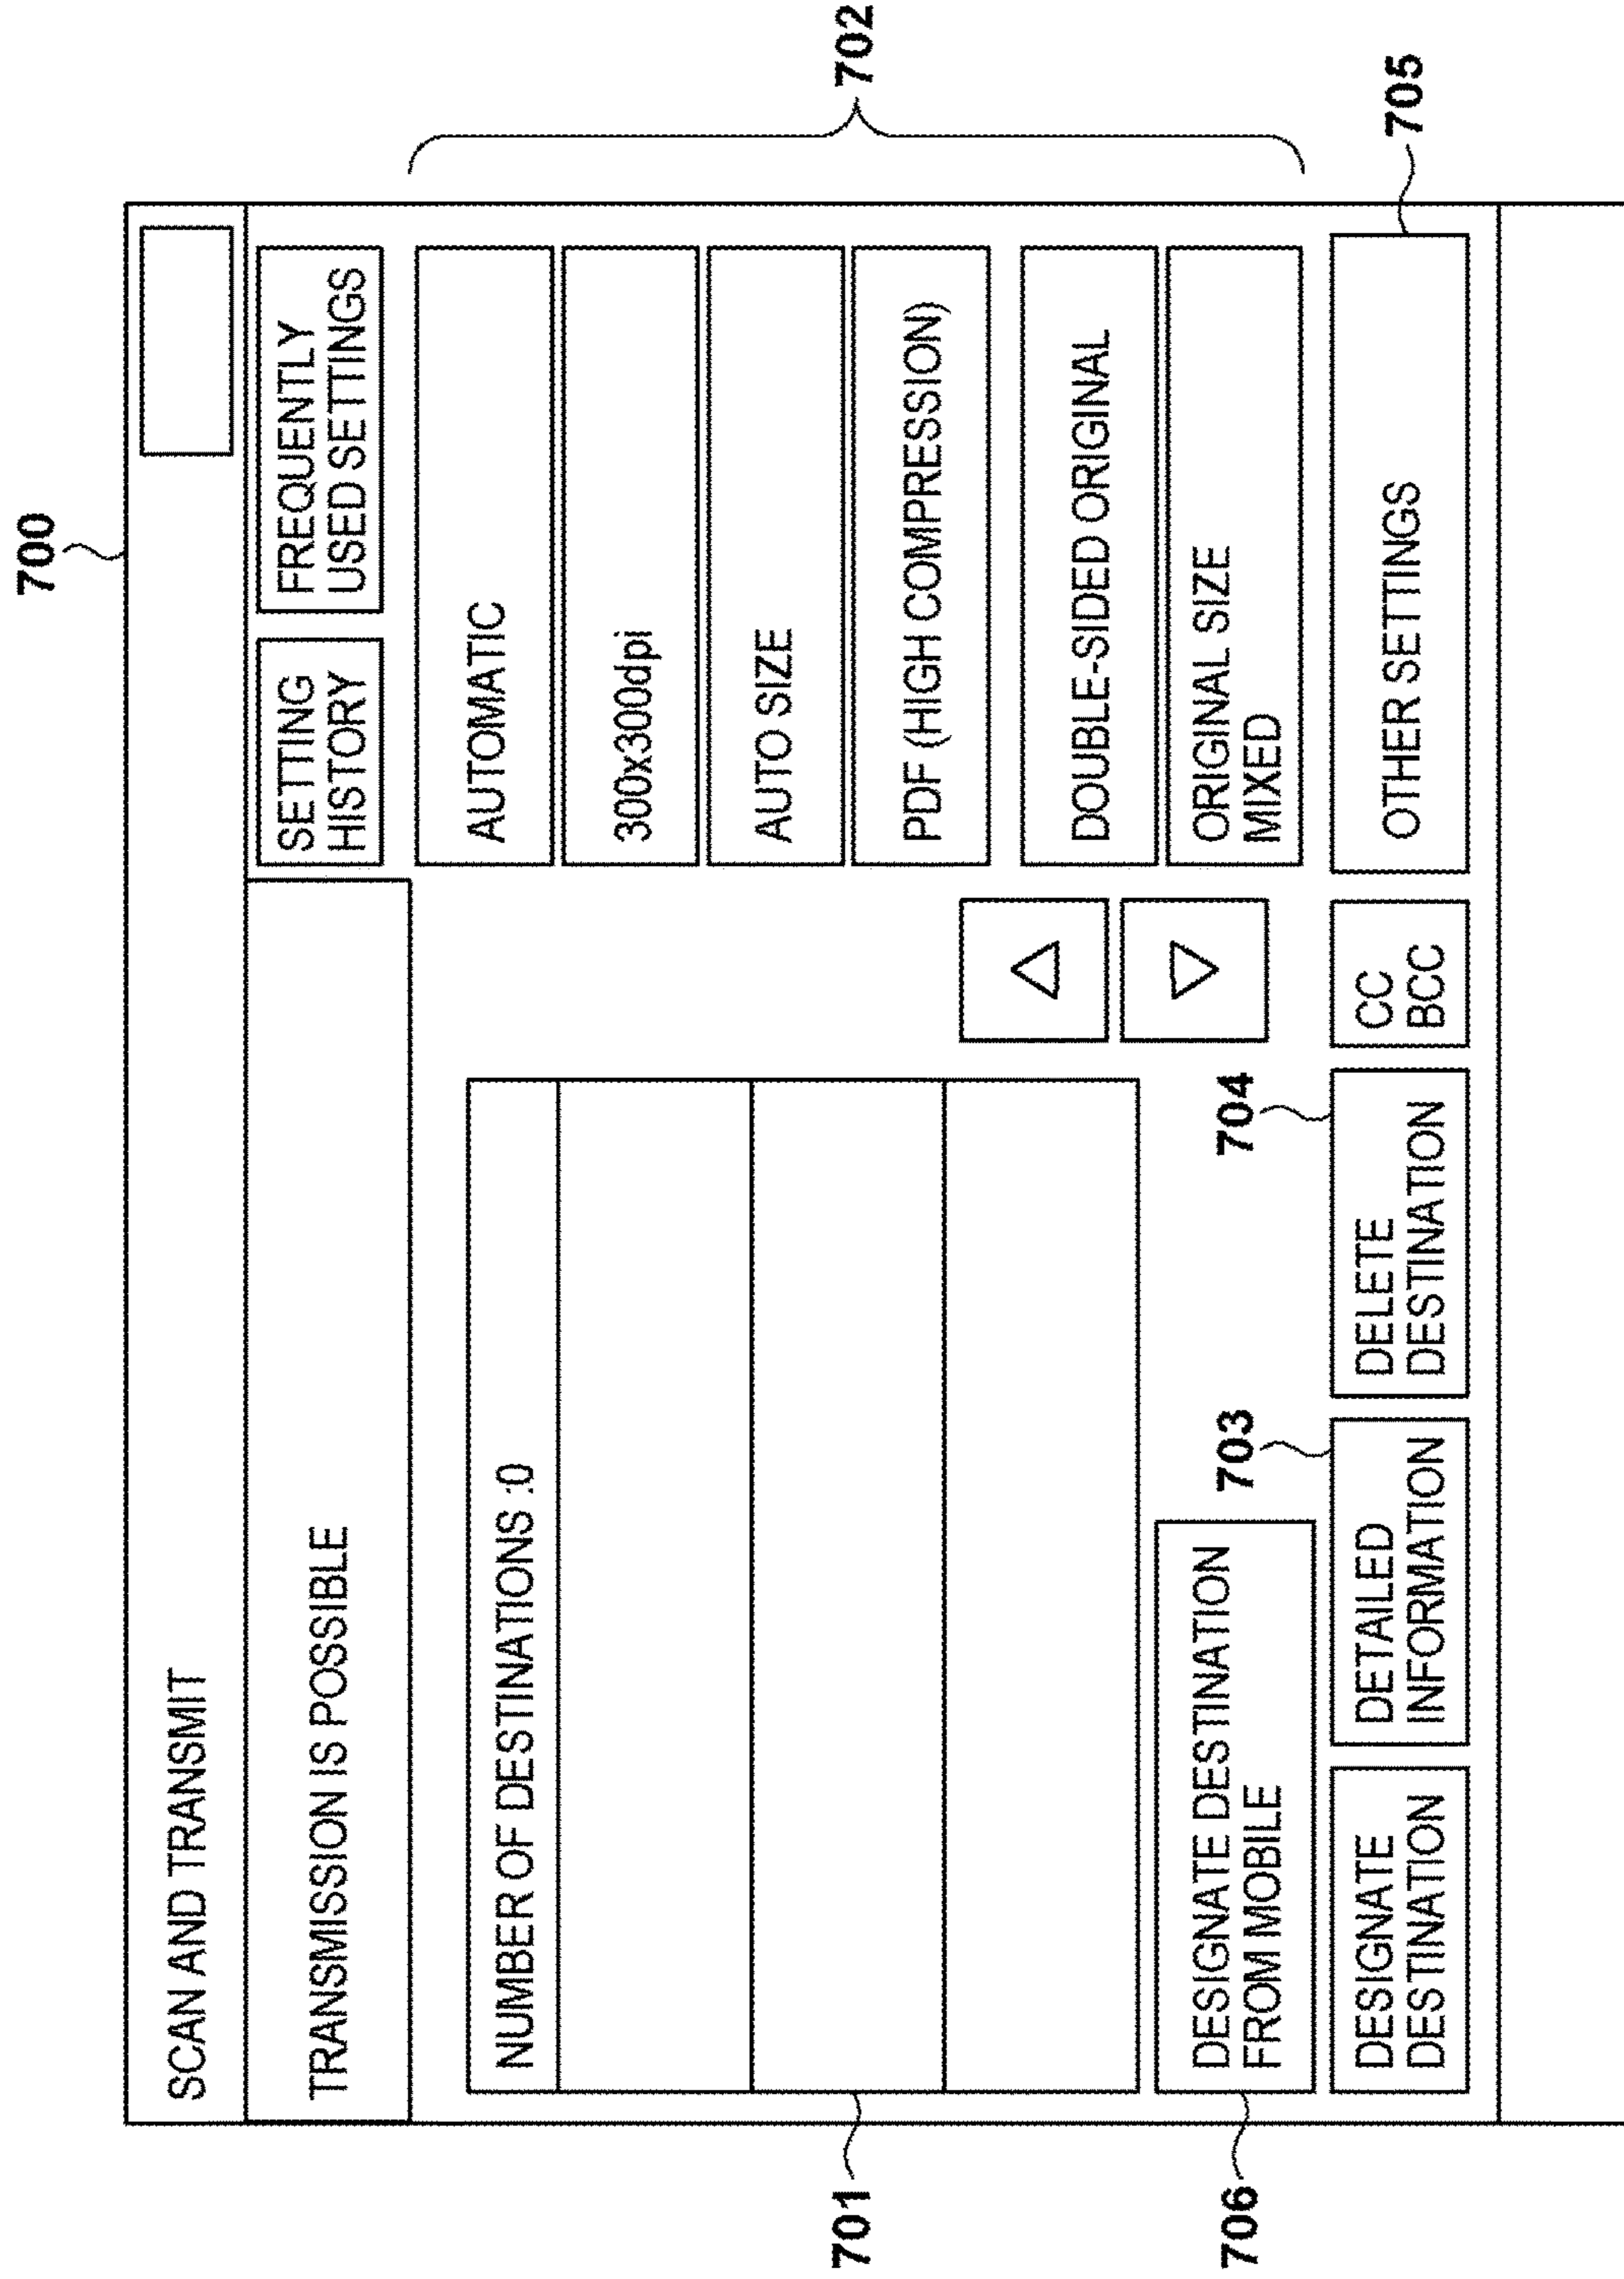 700
SCAN AND TRANSMIT
TRANSMISSION IS POSSIBLE
SETTING
HISTORY
FREQUENTLY
USED SETTINGS
NUMBER OF DESTINATIONS :0
701
AUTOMATIC
300x300dpi
AUTO SIZE
PDF (HIGH COMPRESSION)
DOUBLE-SIDED ORIGINAL
ORIGINAL SIZE
MIXED
702
△
▽
DESIGNATE DESTINATION
FROM MOBILE
706
703
704
DESIGNATE
DESTINATION
DETAILED
INFORMATION
DELETE
DESTINATION
CC
BCC
OTHER SETTINGS
705